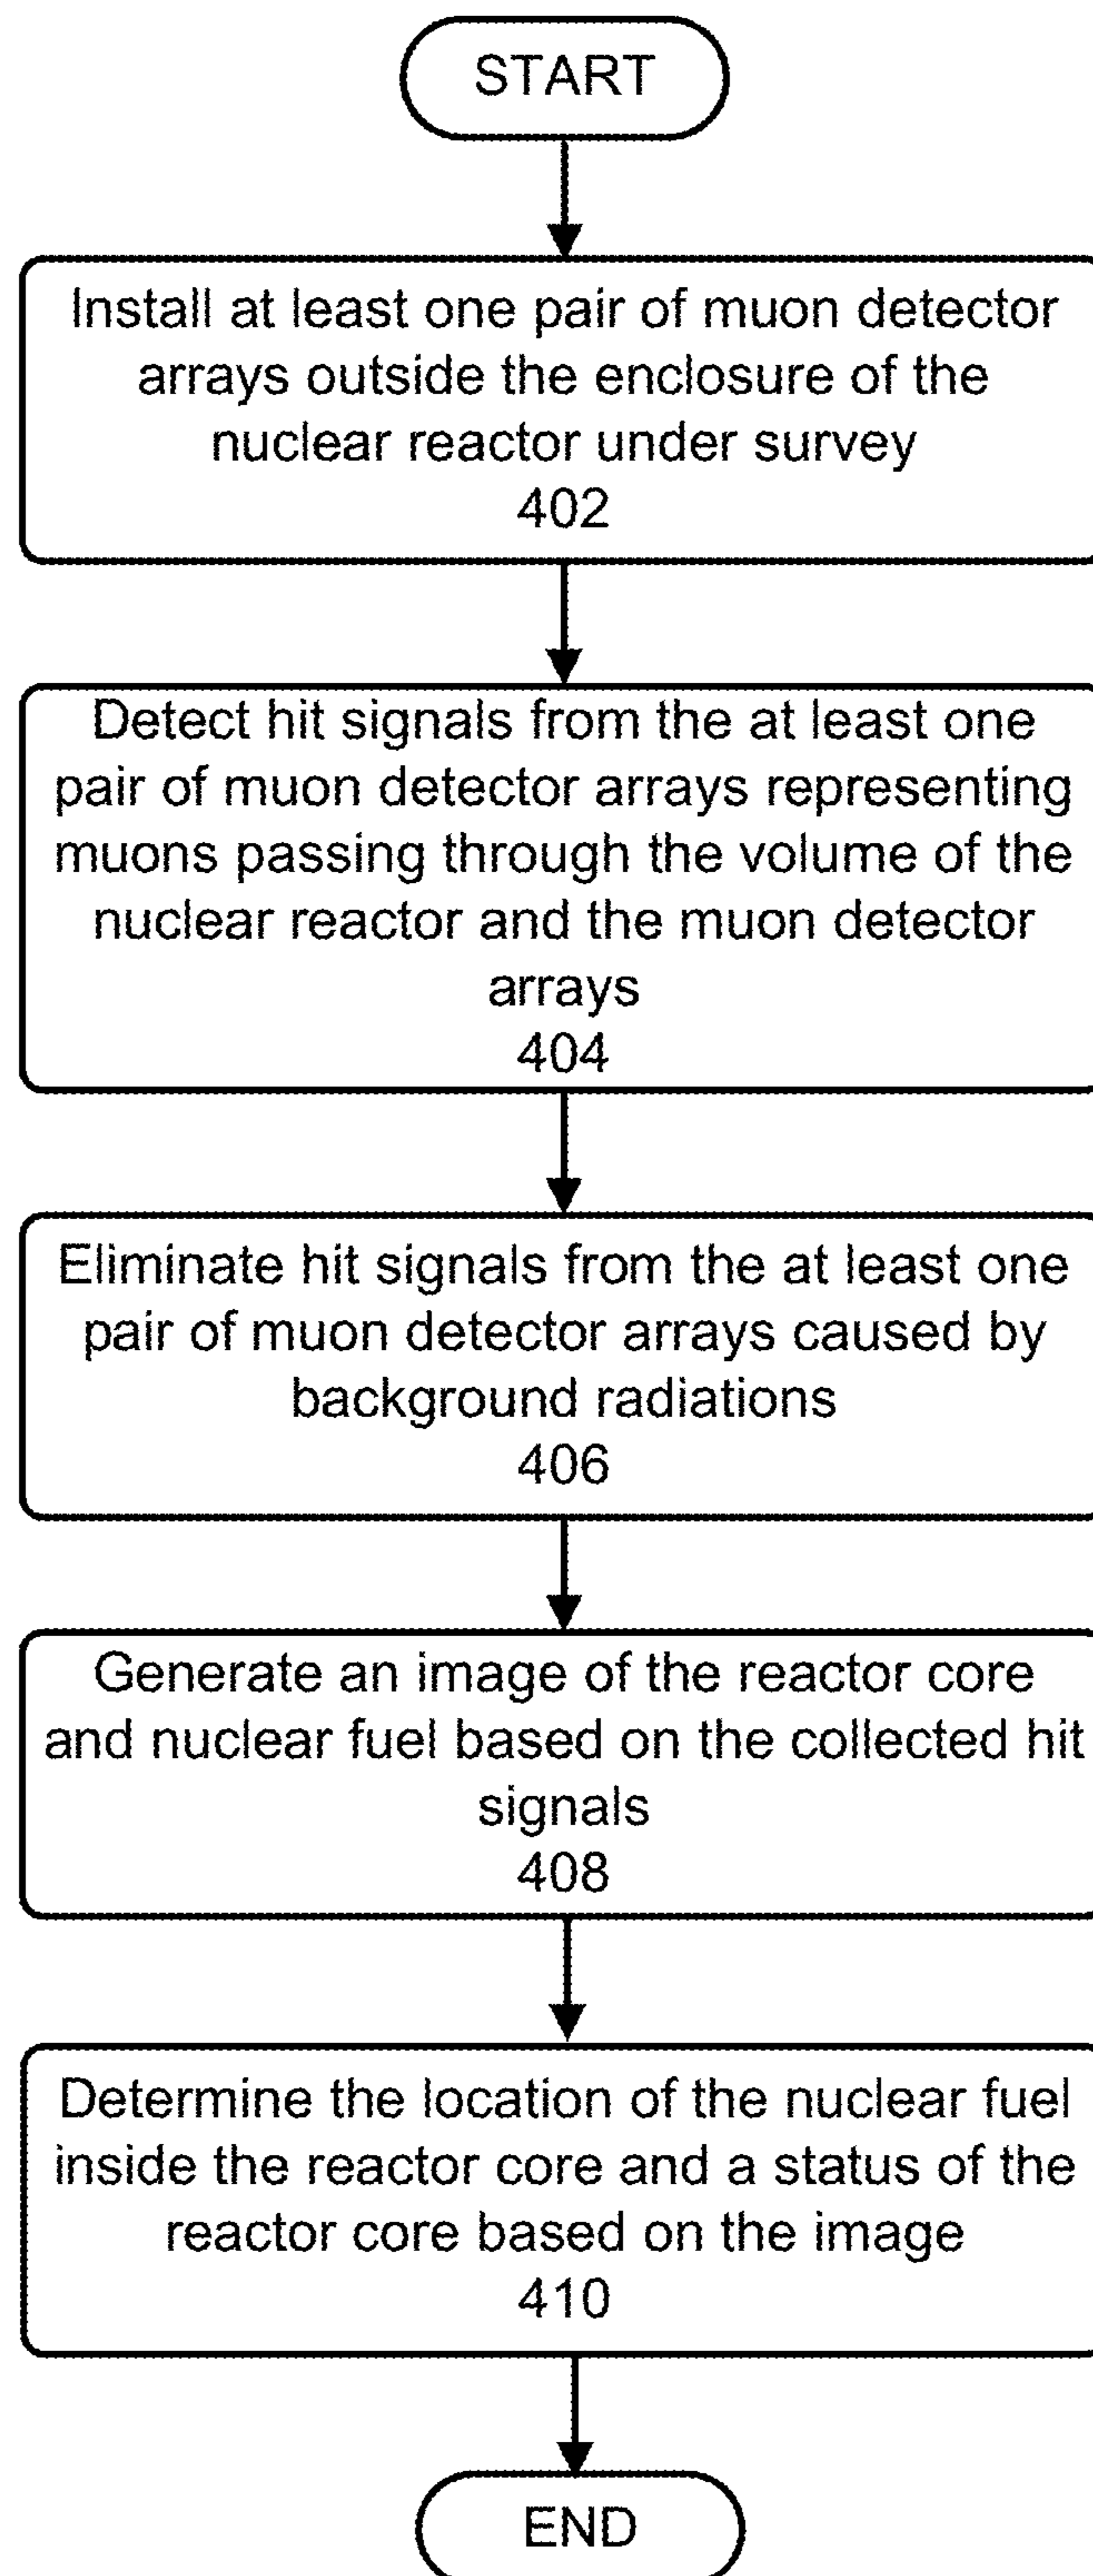 START
Install at least one pair of muon detector
arrays outside the enclosure of the
nuclear reactor under survey
402
Detect hit signals from the at least one
pair of muon detector arrays representing
muons passing through the volume of the
nuclear reactor and the muon detector
arrays
404
Eliminate hit signals from the at least one
pair of muon detector arrays caused by
background radiations
406
Generate an image of the reactor core
and nuclear fuel based on the collected hit
signals
408
Determine the location of the nuclear fuel
inside the reactor core and a status of the
reactor core based on the image
410
END